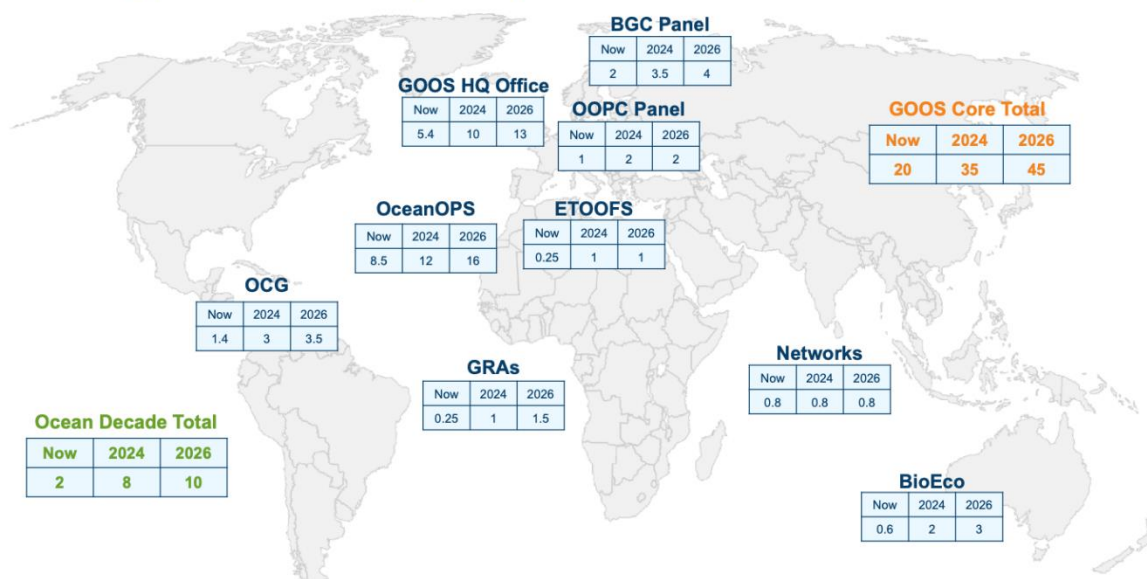 BGC Panel
Now 2024 2026
2 3.5 4
GOOS HQ Office
Now 2024 2026
5.4 10 13
OOPC Panel
Now 2024 2026
1 2 2
GOOS Core Total
Now 2024 2026
20 35 45
OceanOPS
Now 2024 2026
8.5 12 16
ETOOFS
Now 2024 2026
0.25 1 1
OCG
Now 2024 2026
1.4 3 3.5
GRAs
Now 2024 2026
0.25 1 1.5
Networks
Now 2024 2026
0.8 0.8 0.8
Ocean Decade Total
Now 2024 2026
2 8 10
BioEco
Now 2024 2026
0.6 2 3